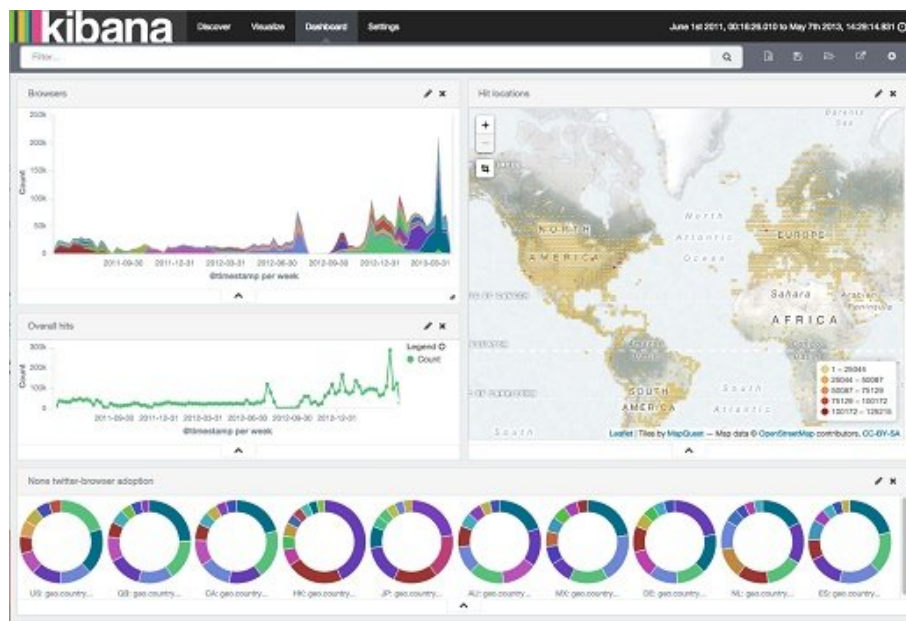 kibana
Discover Visualize Dashboard Settings
June 1st 2011, 00:16:26.010 to May 7th 2013, 14:29:14.931
Filter...
Browsers
Count
250k
200k
150k
100k
50k
0
2011-09-30 2011-12-31 2012-03-31 2012-06-30 2012-09-30 2012-12-31 2013-03-31
@timestamp per week
Overall hits
Legend
Count
Count
300k
200k
100k
0
2011-09-30 2011-12-31 2012-03-31 2012-06-30 2012-09-30 2012-12-31
@timestamp per week
Hit locations
Barents
Sea
North
Atlantic
Ocean
NORTH
AMERICA
EUROPE
Sahara
Arabian
Peninsula
AFRICA
SOUTH
AMERICA
South
Atlantic
South
1 – 25044
25044 – 50087
50087 – 75129
75129 – 100172
100172 – 125215
Leaflet | Tiles by MapQuest — Map data © OpenStreetMap contributors, CC-BY-SA
None twitter-browser adoption
US: geo.country... GB: geo.country... CA: geo.country... HK: geo.country... JP: geo.country... AU: geo.country... MX: geo.country... DE: geo.country... NL: geo.country... ES: geo.country...